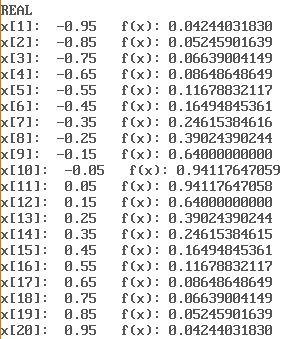 REAL
x[1]: -0.95 f(x): 0.04244031830
x[2]: -0.85 f(x): 0.05245901639
x[3]: -0.75 f(x): 0.06639004149
x[4]: -0.65 f(x): 0.08648648649
x[5]: -0.55 f(x): 0.11678832117
x[6]: -0.45 f(x): 0.16494845361
x[7]: -0.35 f(x): 0.24615384616
x[8]: -0.25 f(x): 0.39024390244
x[9]: -0.15 f(x): 0.64000000000
x[10]: -0.05 f(x): 0.94117647059
x[11]: 0.05 f(x): 0.94117647058
x[12]: 0.15 f(x): 0.64000000000
x[13]: 0.25 f(x): 0.39024390244
x[14]: 0.35 f(x): 0.24615384615
x[15]: 0.45 f(x): 0.16494845361
x[16]: 0.55 f(x): 0.11678832117
x[17]: 0.65 f(x): 0.08648648649
x[18]: 0.75 f(x): 0.06639004149
x[19]: 0.85 f(x): 0.05245901639
x[20]: 0.95 f(x): 0.04244031830